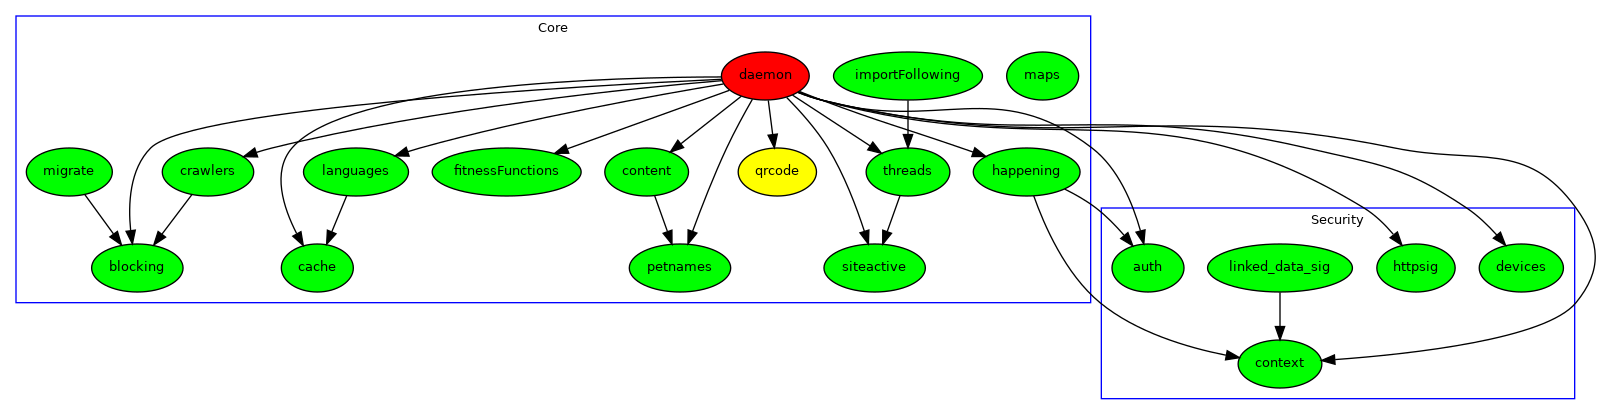 Core
daemon
importFollowing
maps
migrate
crawlers
languages
fitnessFunctions
content
qrcode
threads
happening
Security
blocking
cache
petnames
siteactive
auth
linked_data_sig
httpsig
devices
context